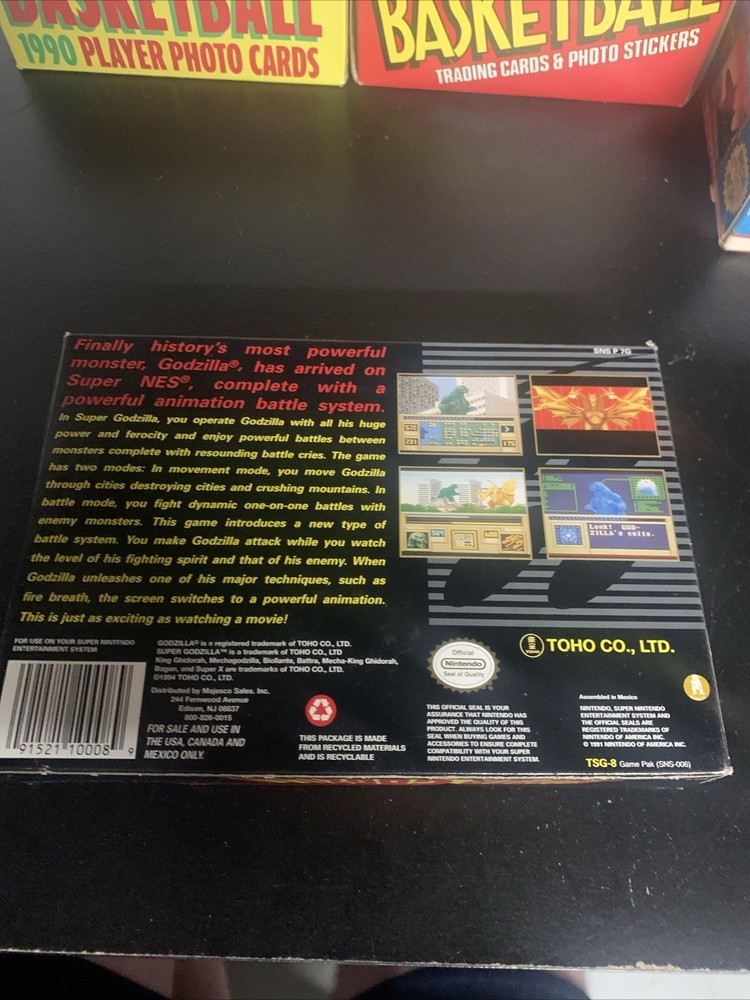 BASKETBALL
1990 PLAYER PHOTO CARDS
BASKETBALL
TRADING CARDS & PHOTO STICKERS
Finally history's most powerful
monster, Godzilla®, has arrived on
Super NES®, complete with a
powerful animation battle system.
In Super Godzilla, you operate Godzilla with all his huge
power and ferocity and enjoy powerful battles between
monsters complete with resounding battle cries. The game
has two modes: In movement mode, you move Godzilla
through cities destroying cities and crushing mountains. In
battle mode, you fight dynamic one-on-one battles with
enemy monsters. This game introduces a new type of
battle system. You make Godzilla attack while you watch
the level of his fighting spirit and that of his enemy. When
Godzilla unleashes one of his major techniques, such as
fire breath, the screen switches to a powerful animation.
This is just as exciting as watching a movie!
SNS P 7G
Look! GOD-
ZILLA's cells.
FOR USE ON YOUR SUPER NINTENDO
ENTERTAINMENT SYSTEM
91521 10008 9
GODZILLA® is a registered trademark of TOHO CO., LTD.
SUPER GODZILLA™ is a trademark of TOHO CO., LTD
King Ghidorah, Mechagodzilla, Biollante, Battra, Mecha-King Ghidorah,
Bagan, and Super X are trademarks of TOHO CO., LTD.
©1994 TOHO CO., LTD.
Distributed by Majesco Sales. Inc.
244 Fernwood Avenue
Edison, NJ 08837
800-826-0015
FOR SALE AND USE IN
THE USA, CANADA AND
MEXICO ONLY.
THIS PACKAGE IS MADE
FROM RECYCLED MATERIALS
AND IS RECYCLABLE
Official
Nintendo
Seal of Quality
THIS OFFICIAL SEAL IS YOUR
ASSURANCE THAT NINTENDO HAS
APPROVED THE QUALITY OF THIS
PRODUCT. ALWAYS LOOK FOR THIS
SEAL WHEN BUYING GAMES AND
ACCESSORIES TO ENSURE COMPLETE
COMPATIBILITY WITH YOUR SUPER
NINTENDO ENTERTAINMENT SYSTEM.
TOHO CO., LTD.
Assembled in Mexico
NINTENDO, SUPER NINTENDO
ENTERTAINMENT SYSTEM AND
THE OFFICIAL SEALS ARE
REGISTERED TRADEMARKS OF
NINTENDO OF AMERICA INC.
© 1991 NINTENDO OF AMERICA INC.
TSG-8 Game Pak (SNS-006)